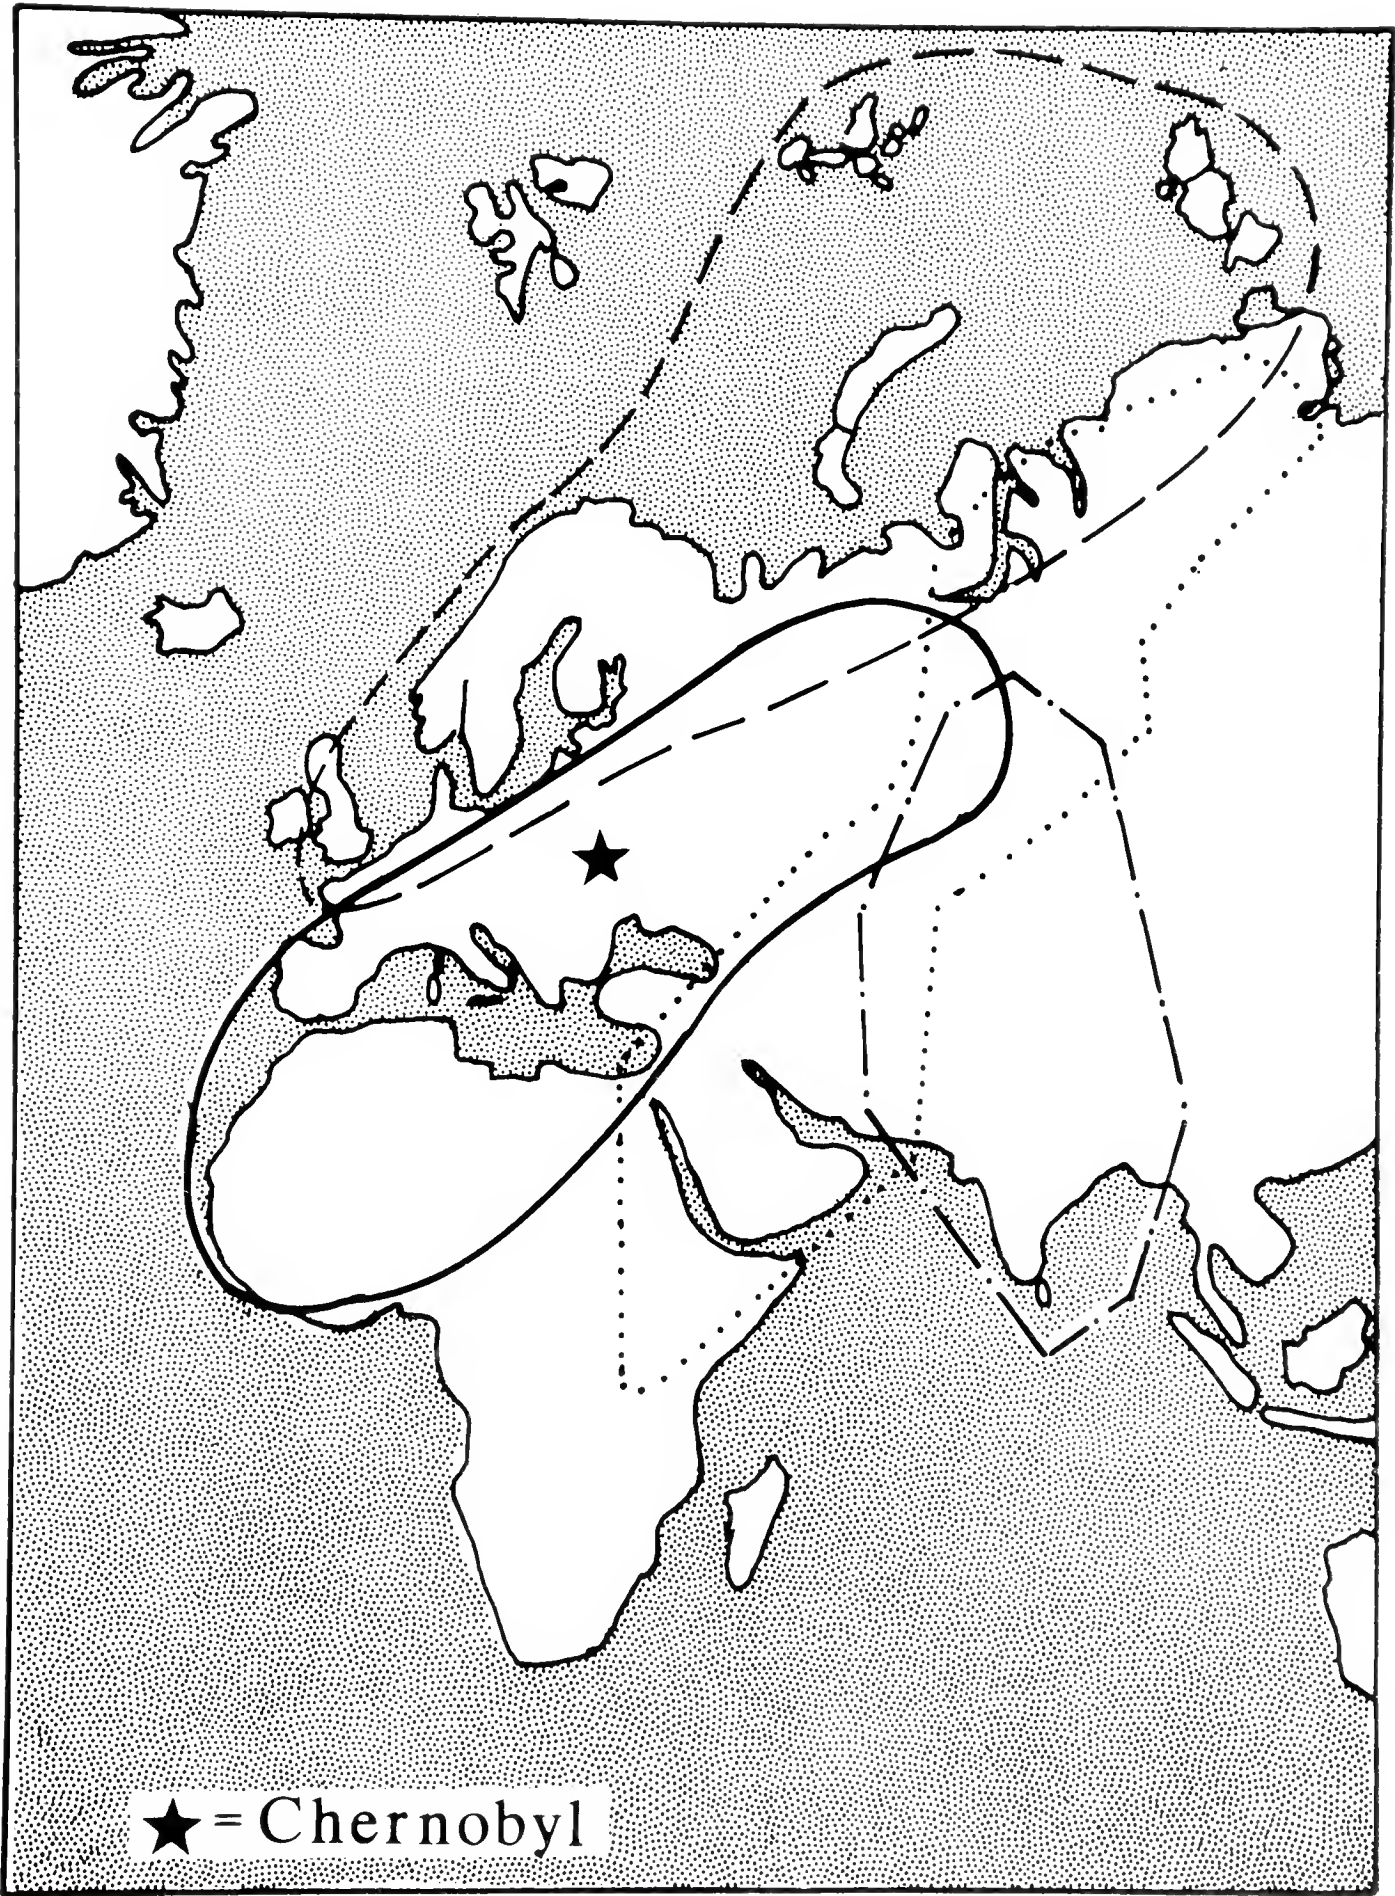 ★ = Chernobyl